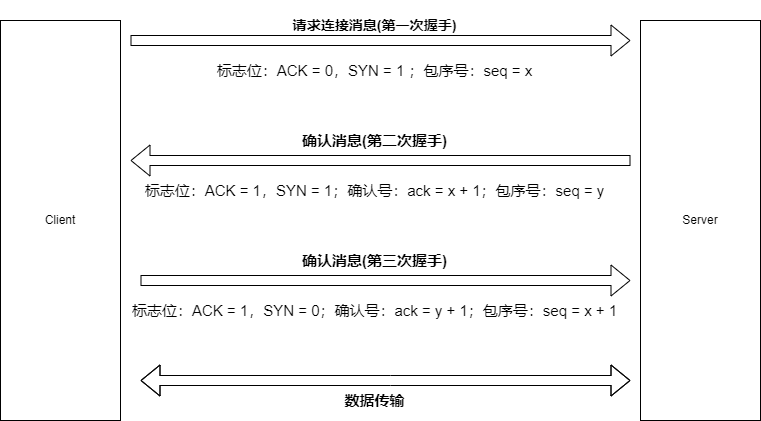 请求连接消息(第一次握手)
标志位：ACK = 0，SYN = 1 ；包序号：seq = x
确认消息(第二次握手)
标志位：ACK = 1，SYN = 1；确认号：ack = x + 1；包序号：seq = y
Client
Server
确认消息(第三次握手)
标志位：ACK = 1，SYN = 0；确认号：ack = y + 1；包序号：seq = x + 1
数据传输